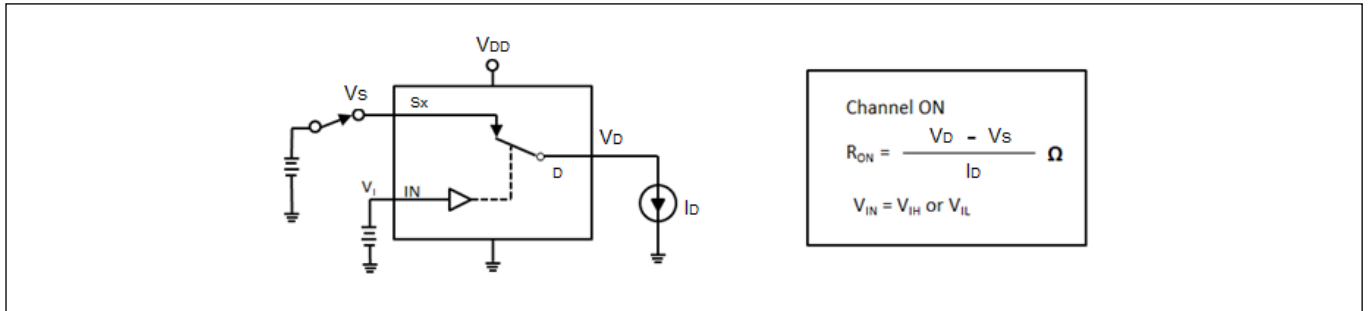 VDD
VS
Sx
VD
D
VI
IN
ID
Channel ON
RON = VD - VS / ID Ω
VIN = VIH or VIL